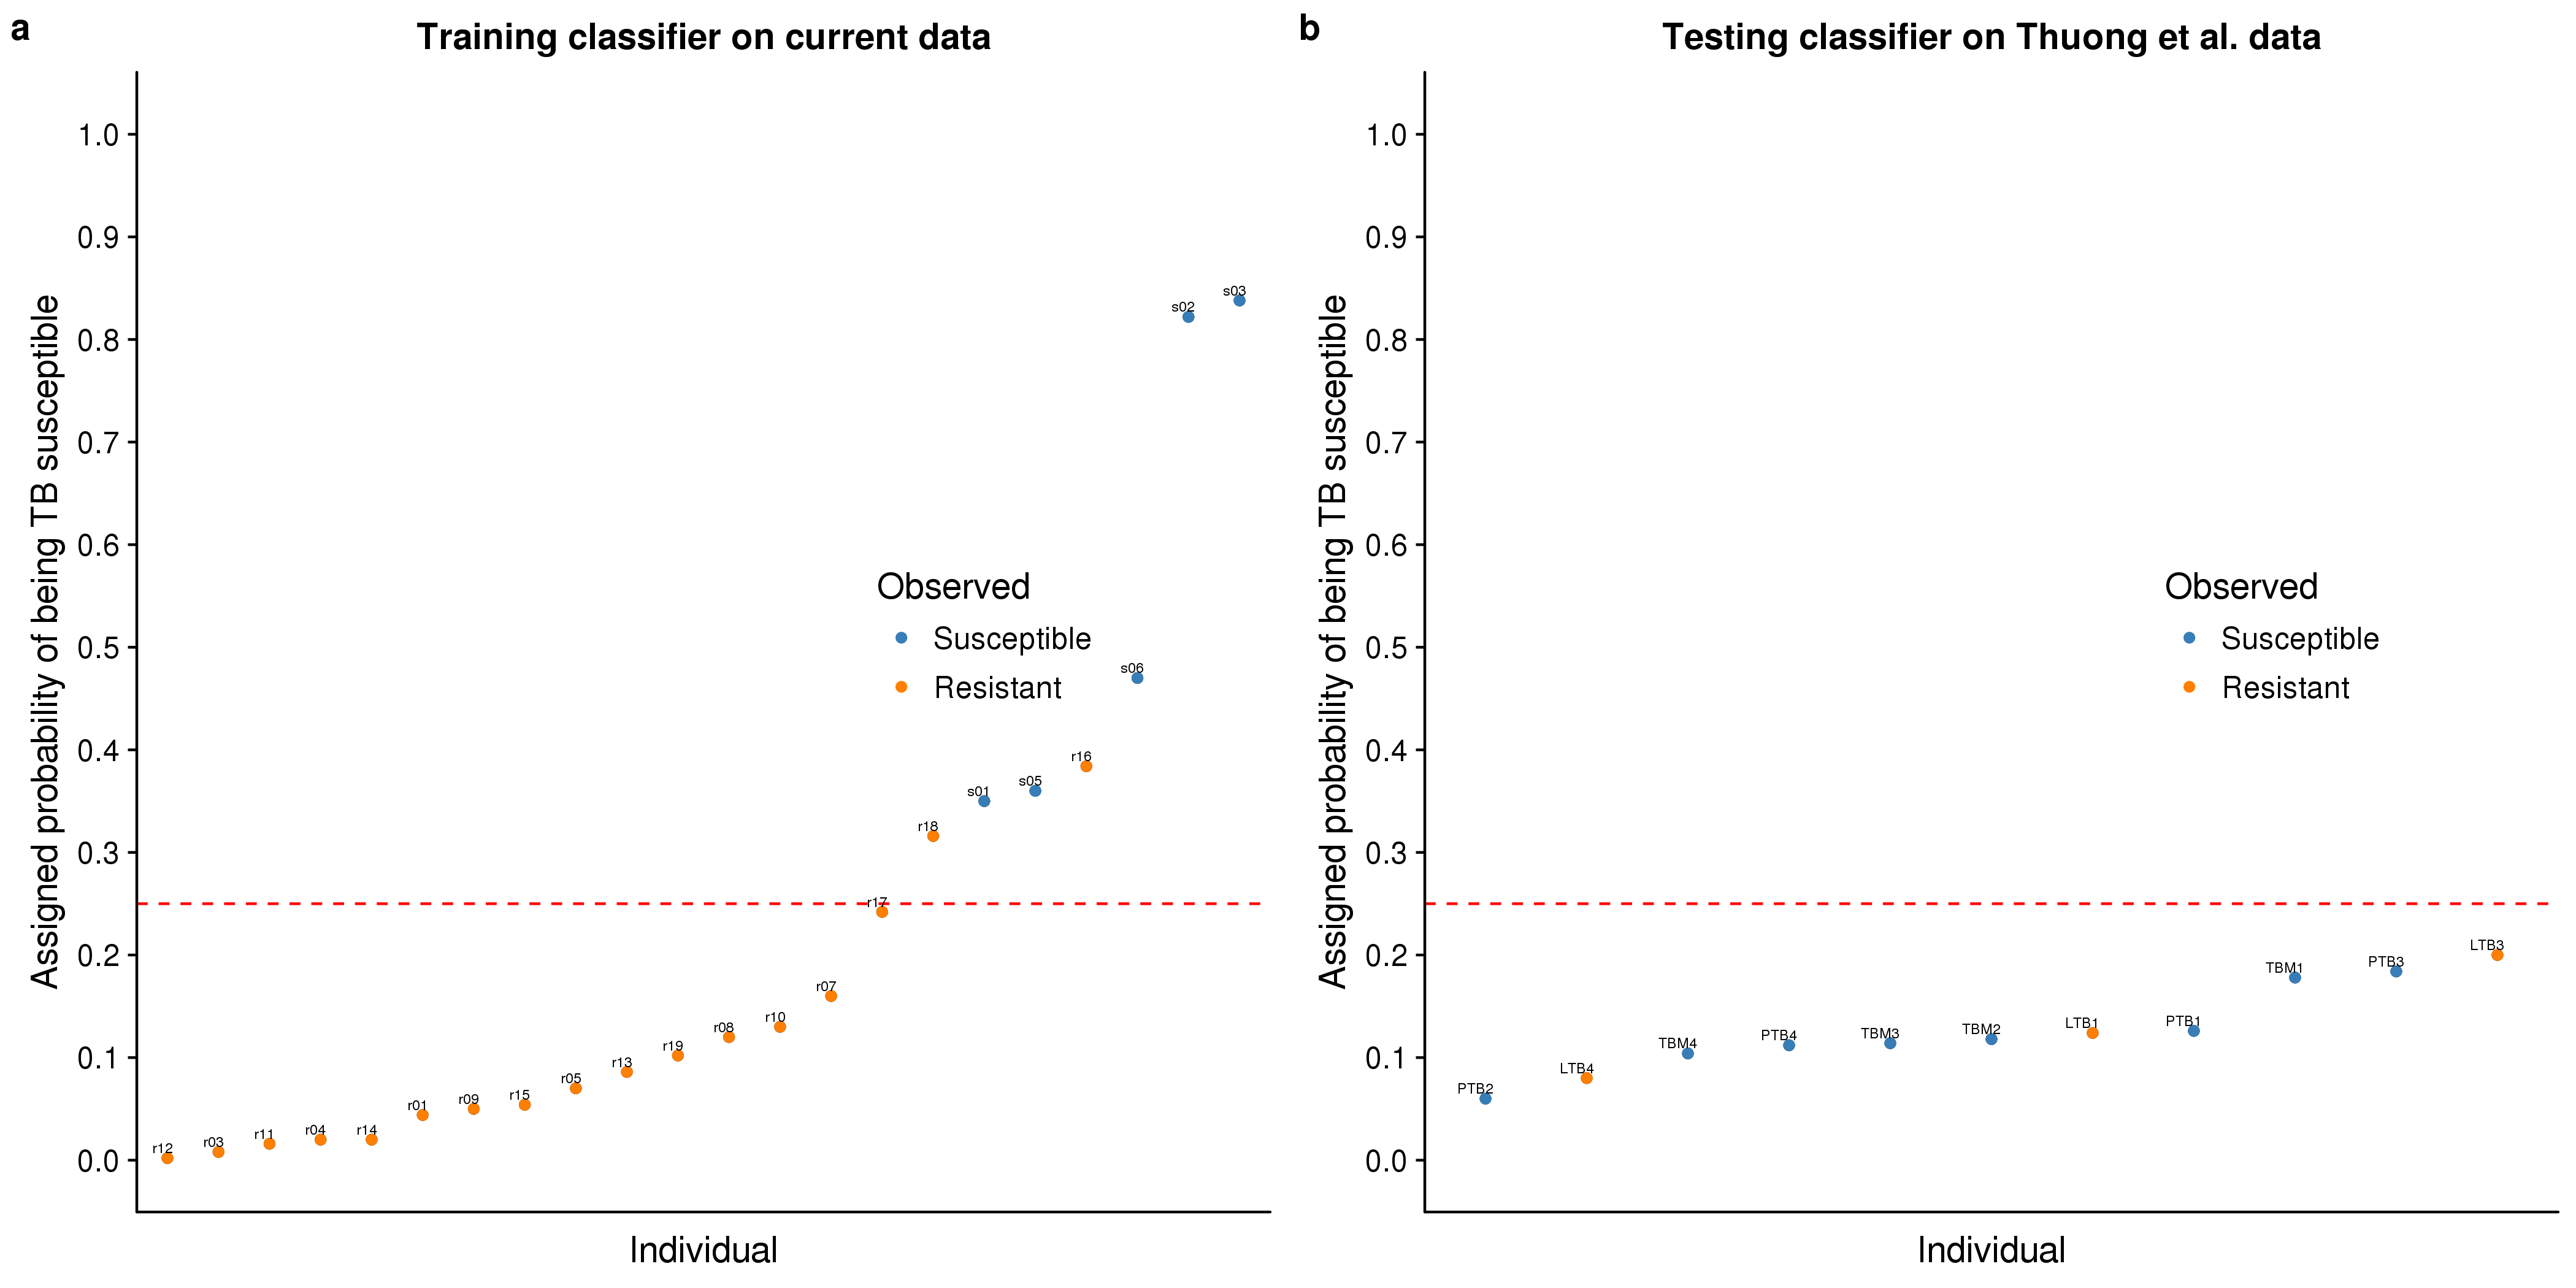 a
Training classifier on current data
Assigned probability of being TB susceptible
1.0
0.9
0.8
0.7
0.6
0.5
0.4
0.3
0.2
0.1
0.0
s03
s02
Observed
Susceptible
Resistant
s06
r16
s05
s01
r18
r17
r07
r10
r08
r19
r13
r05
r15
r09
r01
r14
r04
r11
r03
r12
Individual
b
Testing classifier on Thuong et al. data
Assigned probability of being TB susceptible
1.0
0.9
0.8
0.7
0.6
0.5
0.4
0.3
0.2
0.1
0.0
Observed
Susceptible
Resistant
PTB2
LTB4
TBM4
PTB4
TBM3
TBM2
LTB1
PTB1
TBM1
PTB3
LTB3
Individual